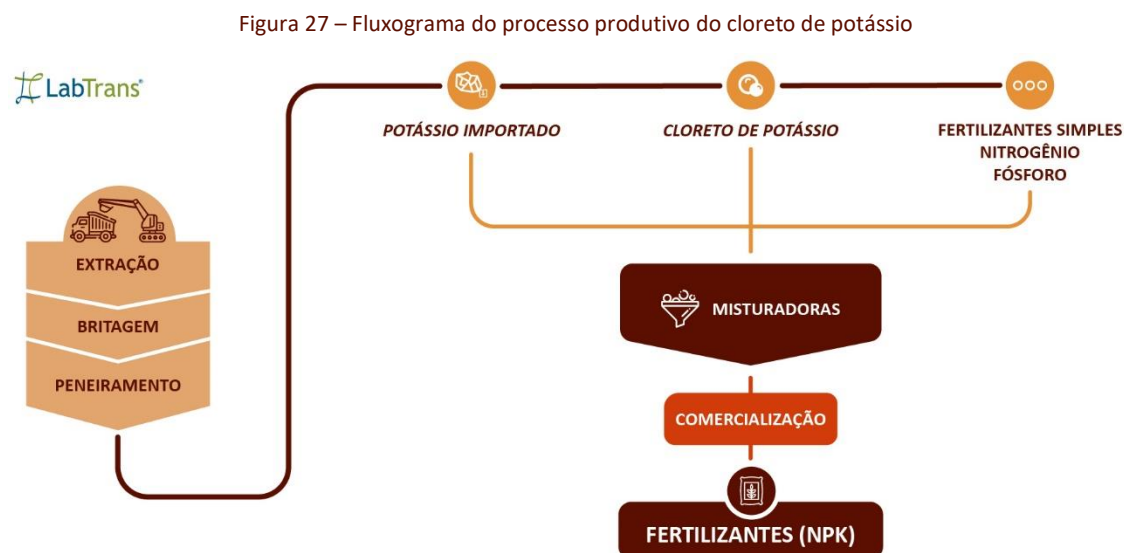 Figura 27 – Fluxograma do processo produtivo do cloreto de potássio
LabTrans
POTÁSSIO IMPORTADO
CLORETO DE POTÁSSIO
FERTILIZANTES SIMPLES
NITROGÊNIO
FÓSFORO
EXTRAÇÃO
BRITAGEM
PENEIRAMENTO
MISTURADORAS
COMERCIALIZAÇÃO
FERTILIZANTES (NPK)